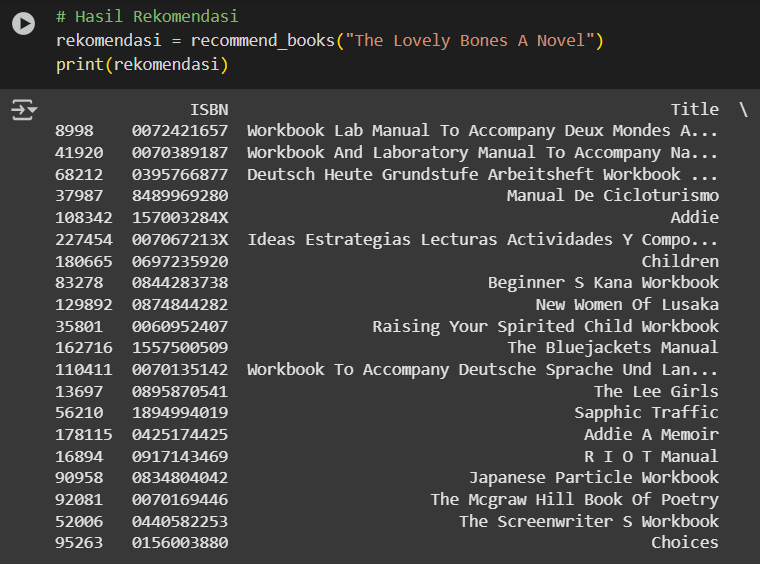 # Hasil Rekomendasi
rekomendasi = recommend_books("The Lovely Bones A Novel")
print(rekomendasi)
ISBN Title \
8998 0072421657 Workbook Lab Manual To Accompany Deux Mondes A...
41920 0070389187 Workbook And Laboratory Manual To Accompany Na...
68212 0395766877 Deutsch Heute Grundstufe Arbeitsheft Workbook ...
37987 8489969280 Manual De Cicloturismo
108342 157003284X Addie
227454 007067213X Ideas Estrategias Lecturas Actividades Y Compo...
180665 0697235920 Children
83278 0844283738 Beginner S Kana Workbook
129892 0874844282 New Women Of Lusaka
35801 0060952407 Raising Your Spirited Child Workbook
162716 1557500509 The Bluejackets Manual
110411 0070135142 Workbook To Accompany Deutsche Sprache Und Lan...
13697 0895870541 The Lee Girls
56210 1894994019 Sapphic Traffic
178115 0425174425 Addie A Memoir
16894 0917143469 R I O T Manual
90958 0834804042 Japanese Particle Workbook
92081 0070169446 The Mcgraw Hill Book Of Poetry
52006 0440582253 The Screenwriter S Workbook
95263 0156003880 Choices